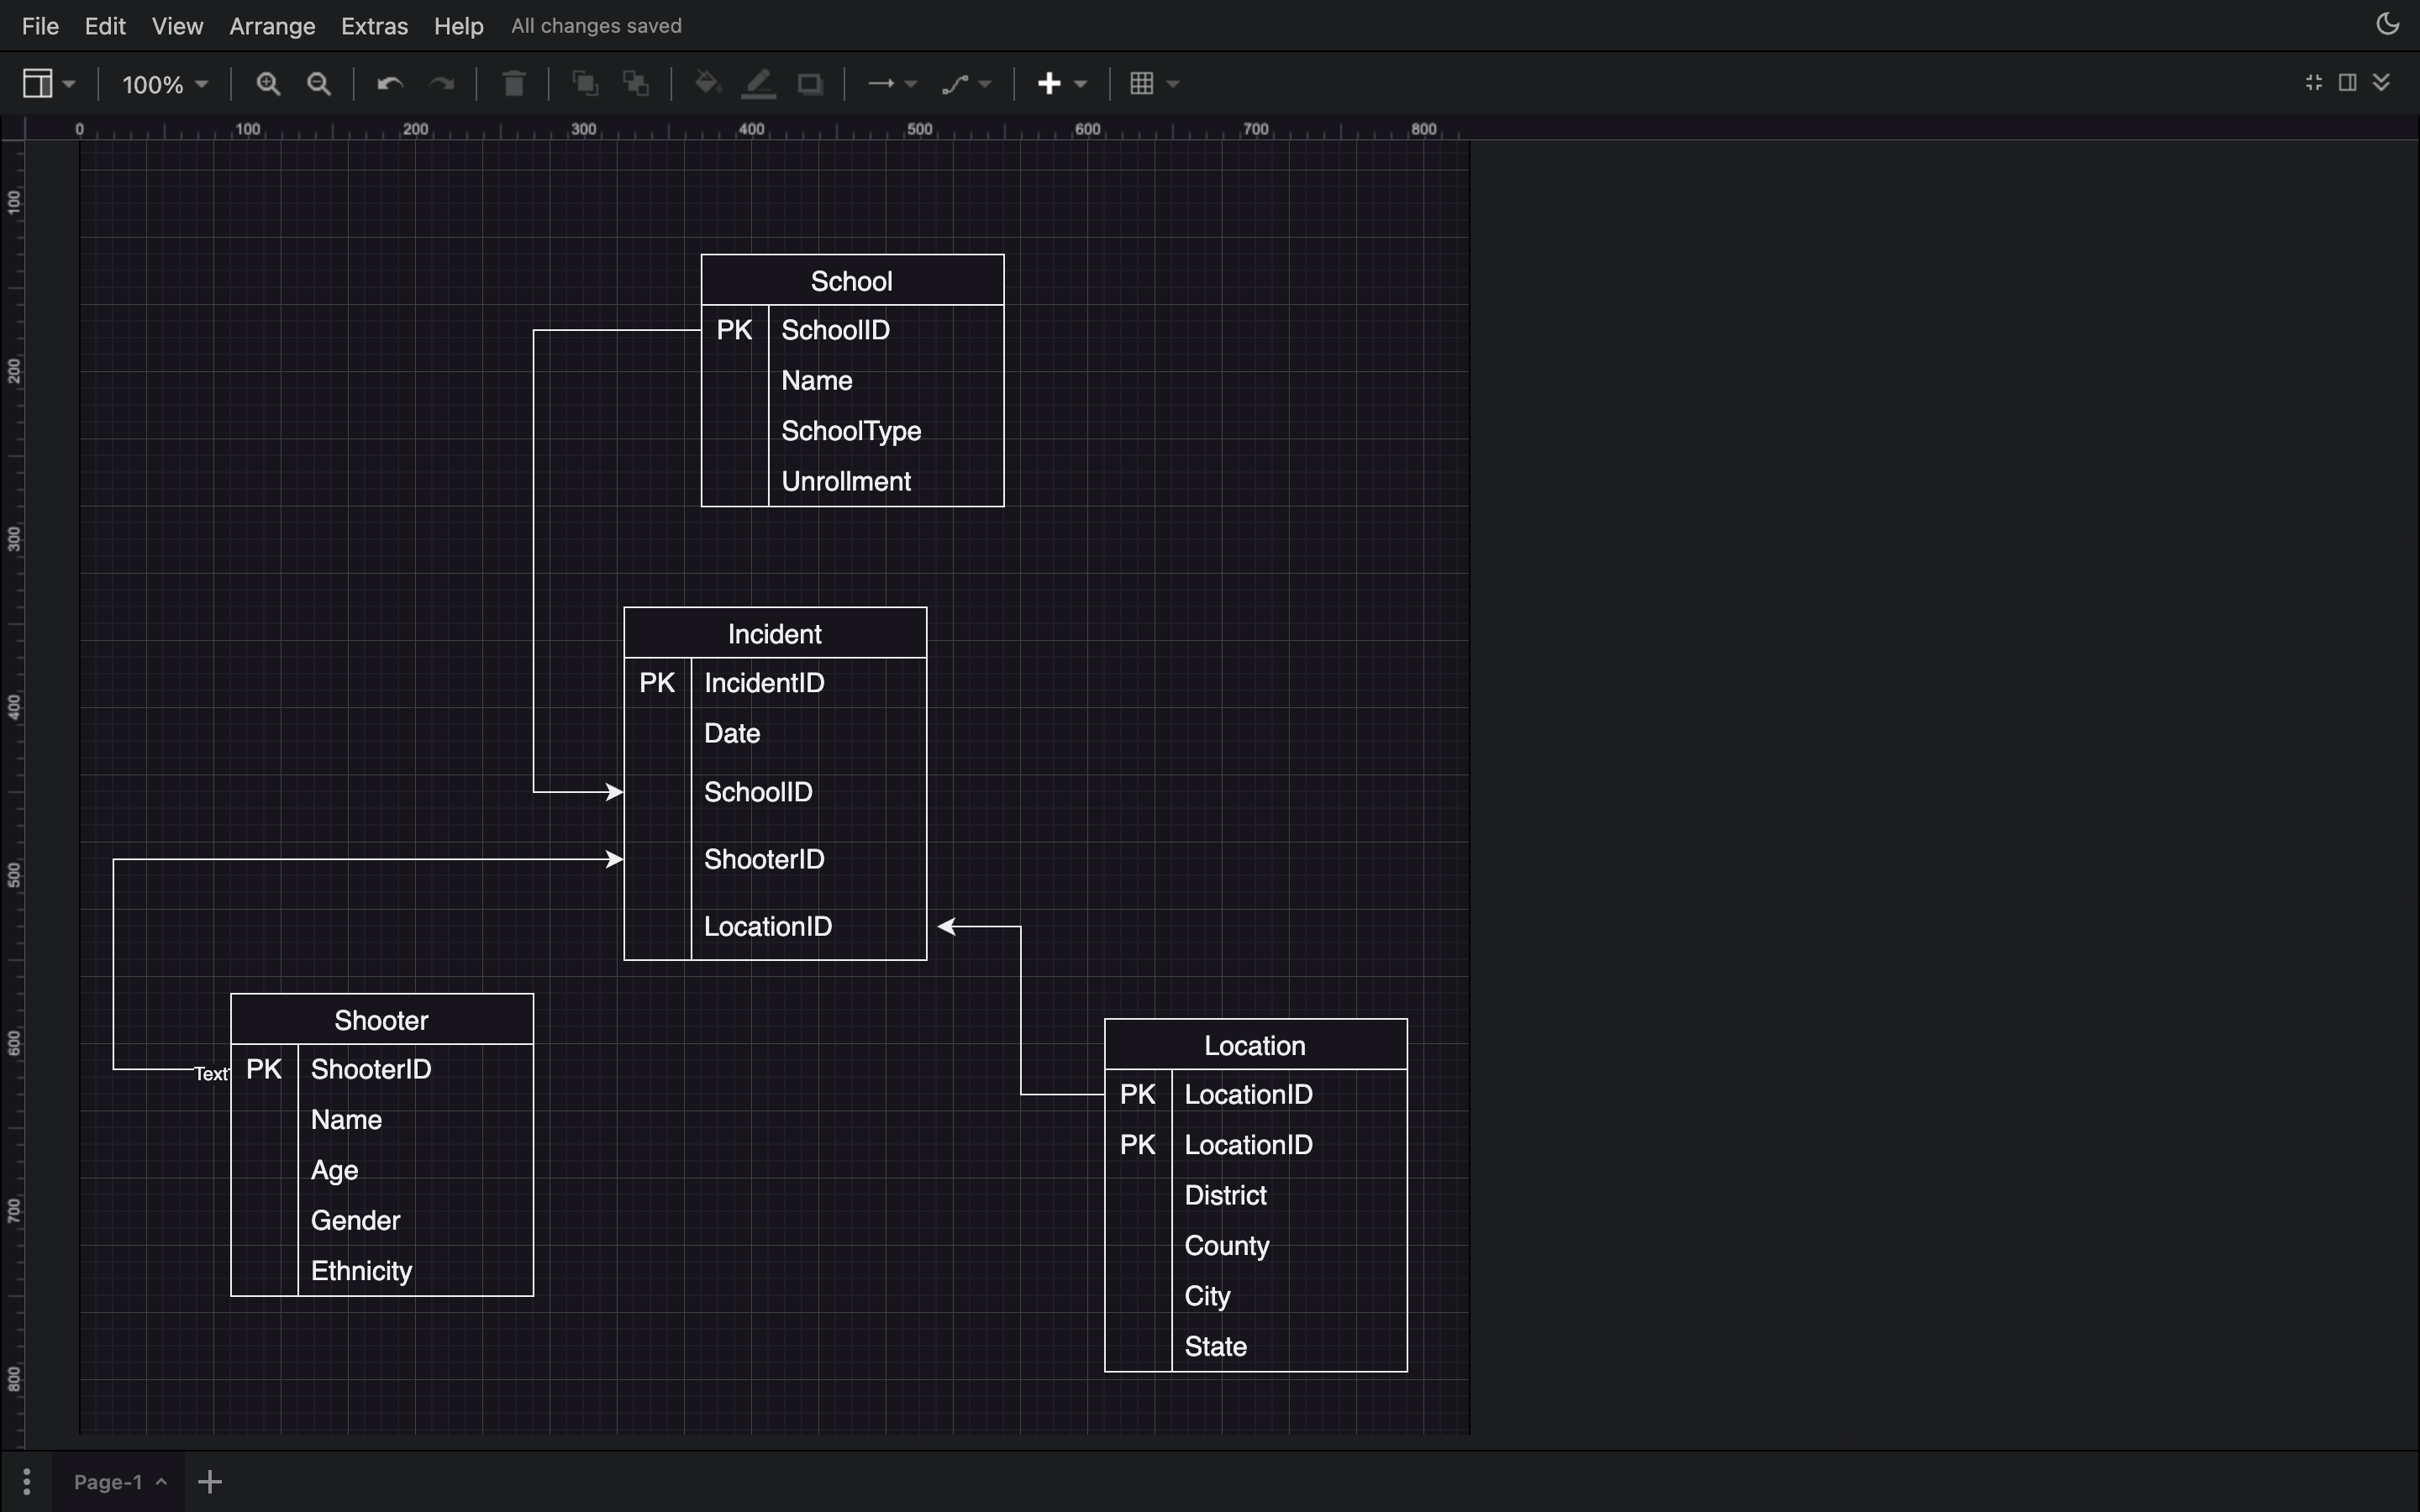 File Edit View Arrange Extras Help All changes saved
100%
0 100 200 300 400 500 600 700 800
100
200
300
400
500
600
700
800
School
PK SchoolID
Name
SchoolType
Unrollment
Incident
PK IncidentID
Date
SchoolID
ShooterID
LocationID
Shooter
Text PK ShooterID
Name
Age
Gender
Ethnicity
Location
PK LocationID
PK LocationID
District
County
City
State
Page-1